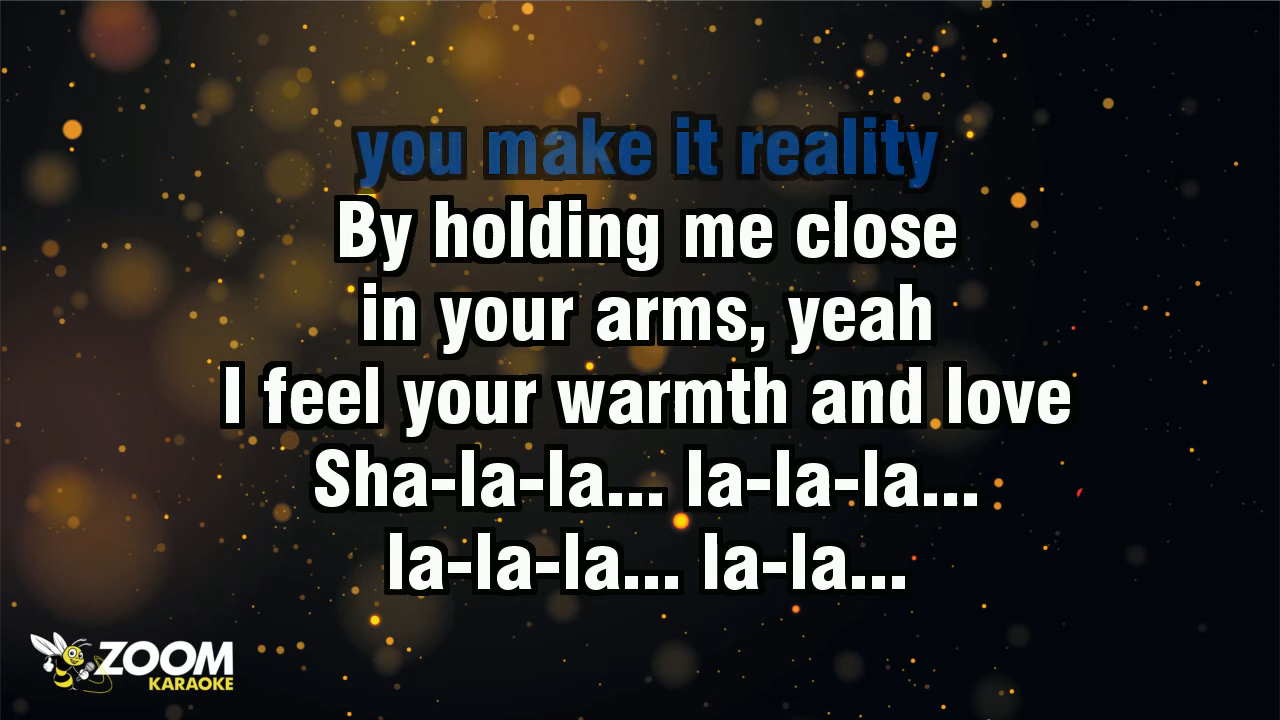 you make it reality
By holding me close
in your arms, yeah
I feel your warmth and love
Sha-la-la... la-la-la...
la-la-la... la-la...
ZOOM
KARAOKE